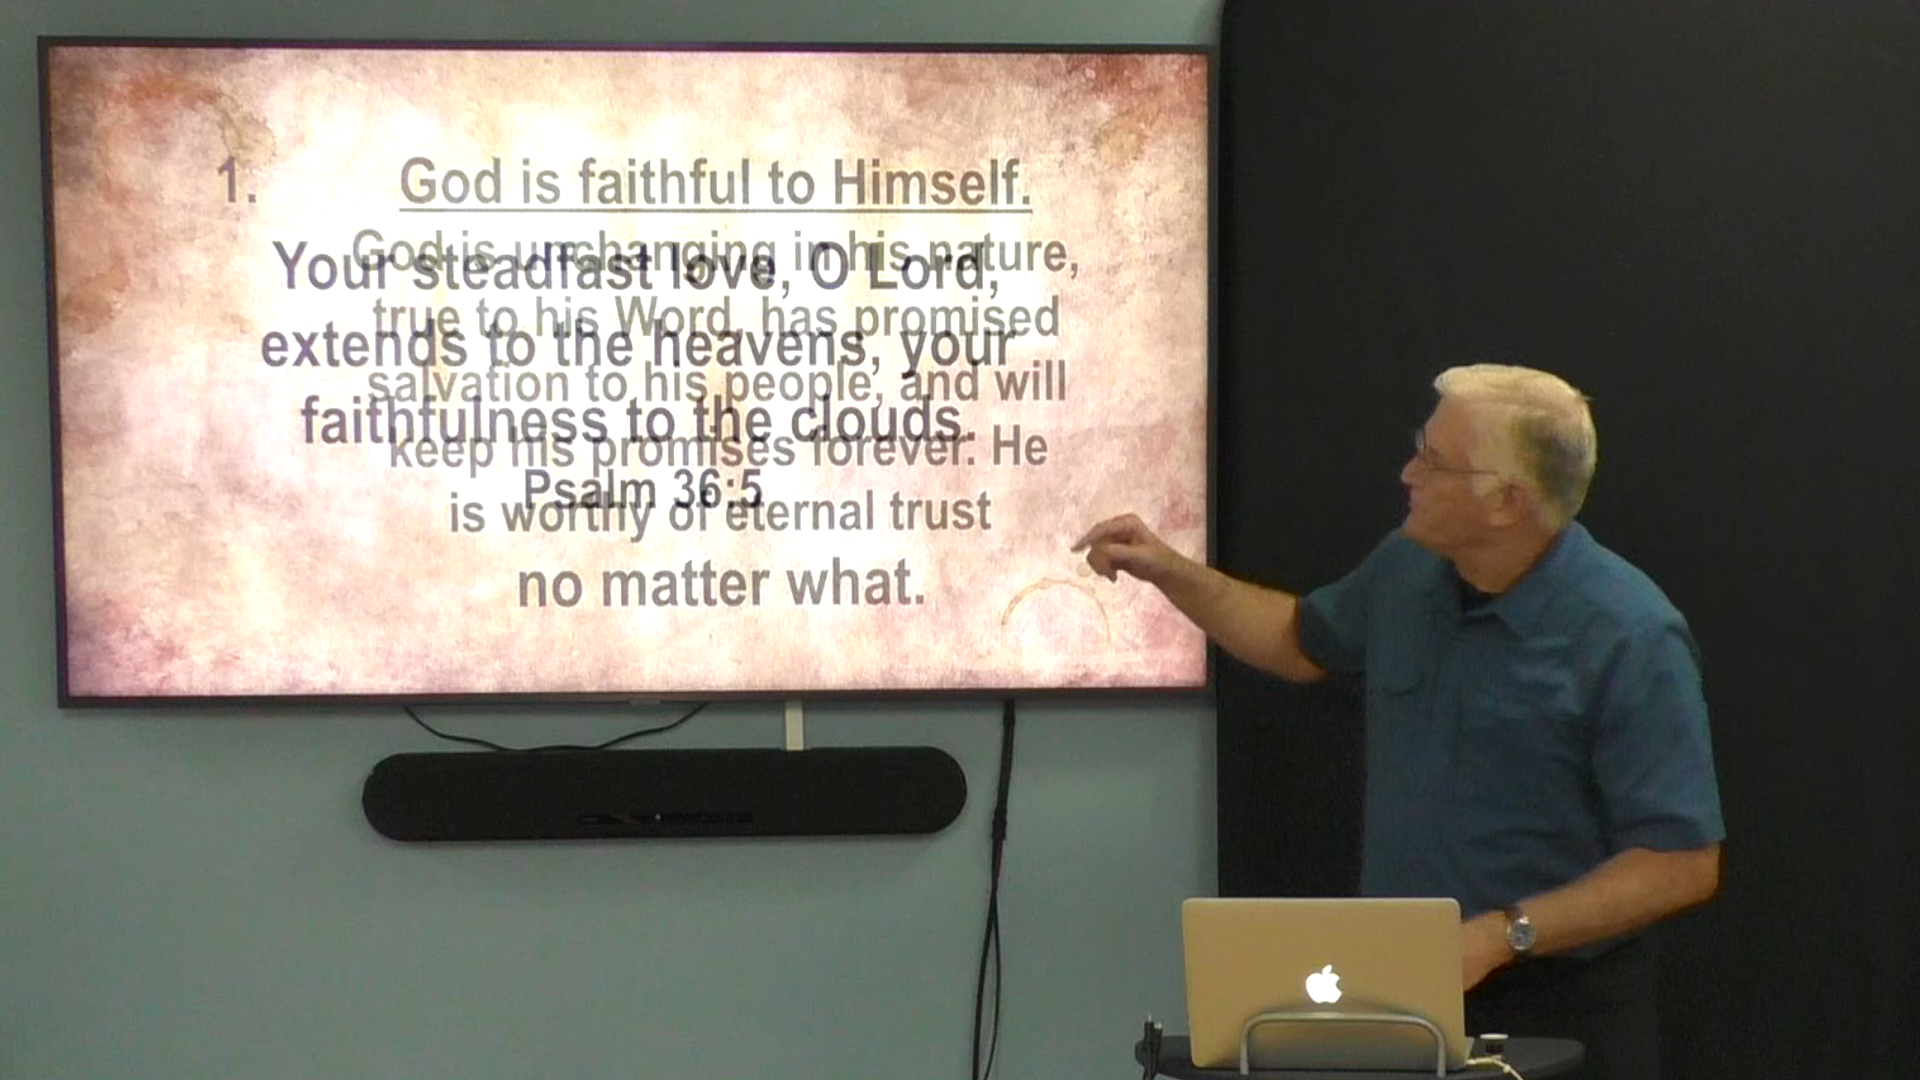 1. God is faithful to Himself.
God is unchanging in his nature,
true to his Word, has promised
salvation to his people, and will
keep his promises forever. He
is worthy of eternal trust
no matter what.
Your steadfast love, O Lord,
extends to the heavens, your
faithfulness to the clouds.
Psalm 36:5